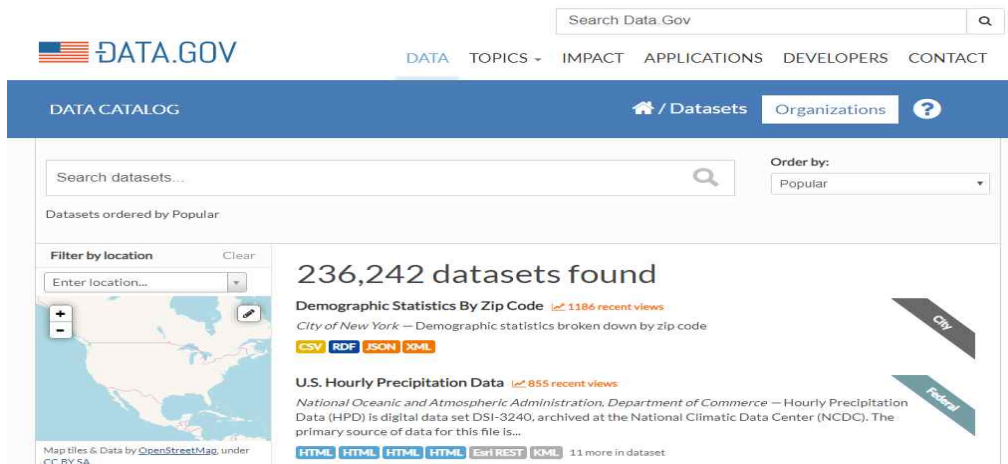 Search Data.Gov
DATA.GOV
DATA TOPICS IMPACT APPLICATIONS DEVELOPERS CONTACT
DATA CATALOG
/ Datasets Organizations ?
Search datasets...
Order by:
Popular
Datasets ordered by Popular
Filter by location Clear
Enter location...
+
-
Map tiles & Data by OpenStreetMap, under
CC BY SA
236,242 datasets found
Demographic Statistics By Zip Code 1186 recent views
City of New York — Demographic statistics broken down by zip code
CSV RDF JSON XML
City
U.S. Hourly Precipitation Data 855 recent views
National Oceanic and Atmospheric Administration, Department of Commerce — Hourly Precipitation
Data (HPD) is digital data set DSI-3240, archived at the National Climatic Data Center (NCDC). The
primary source of data for this file is...
HTML HTML HTML HTML Esri REST KML 11 more in dataset
Federal